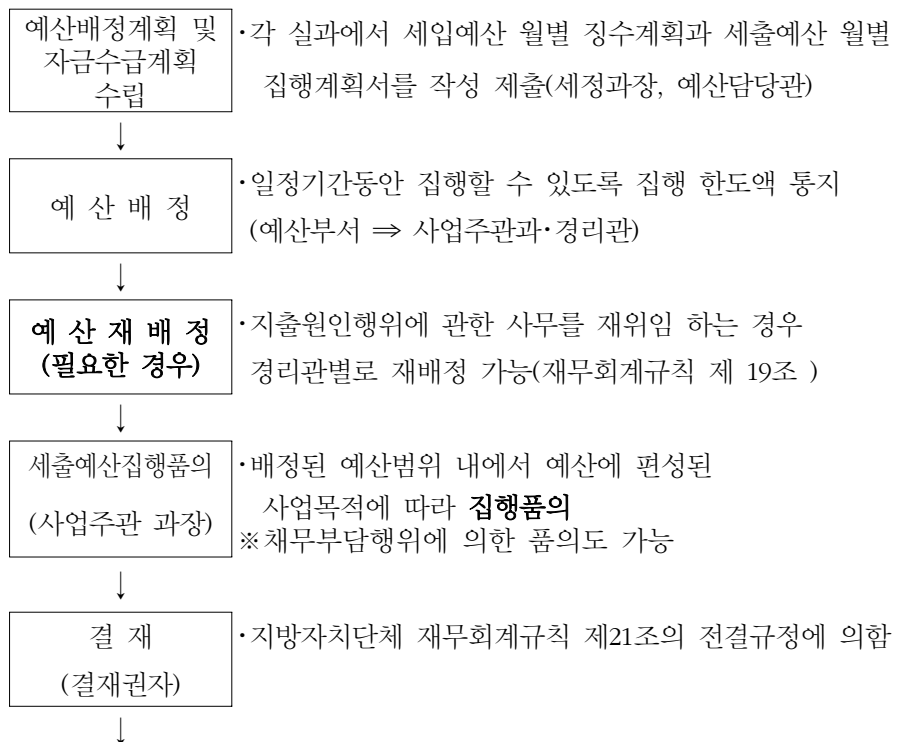 예산배정계획 및
자금수급계획
수립
·각 실과에서 세입예산 월별 징수계획과 세출예산 월별
집행계획서를 작성 제출(세정과장, 예산담당관)
↓
예 산 배 정
·일정기간동안 집행할 수 있도록 집행 한도액 통지
(예산부서 ⇒ 사업주관과·경리관)
↓
예 산 재 배 정
(필요한 경우)
·지출원인행위에 관한 사무를 재위임 하는 경우
경리관별로 재배정 가능(재무회계규칙 제 19조 )
↓
세출예산집행품의
(사업주관 과장)
·배정된 예산범위 내에서 예산에 편성된
사업목적에 따라 집행품의
※채무부담행위에 의한 품의도 가능
↓
결 재
(결재권자)
·지방자치단체 재무회계규칙 제21조의 전결규정에 의함
↓